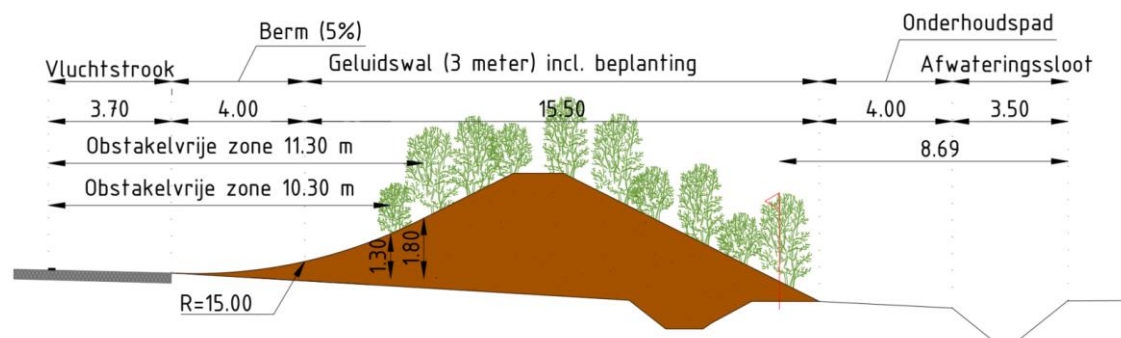 Berm (5%)
Onderhoudspad
Vluchtstrook
Geluidswal (3 meter) incl. beplanting
Afwateringssloot
3.70
4.00
15.50
4.00
3.50
Obstakelvrije zone 11.30 m
8.69
Obstakelvrije zone 10.30 m
1.30
1.80
R=15.00